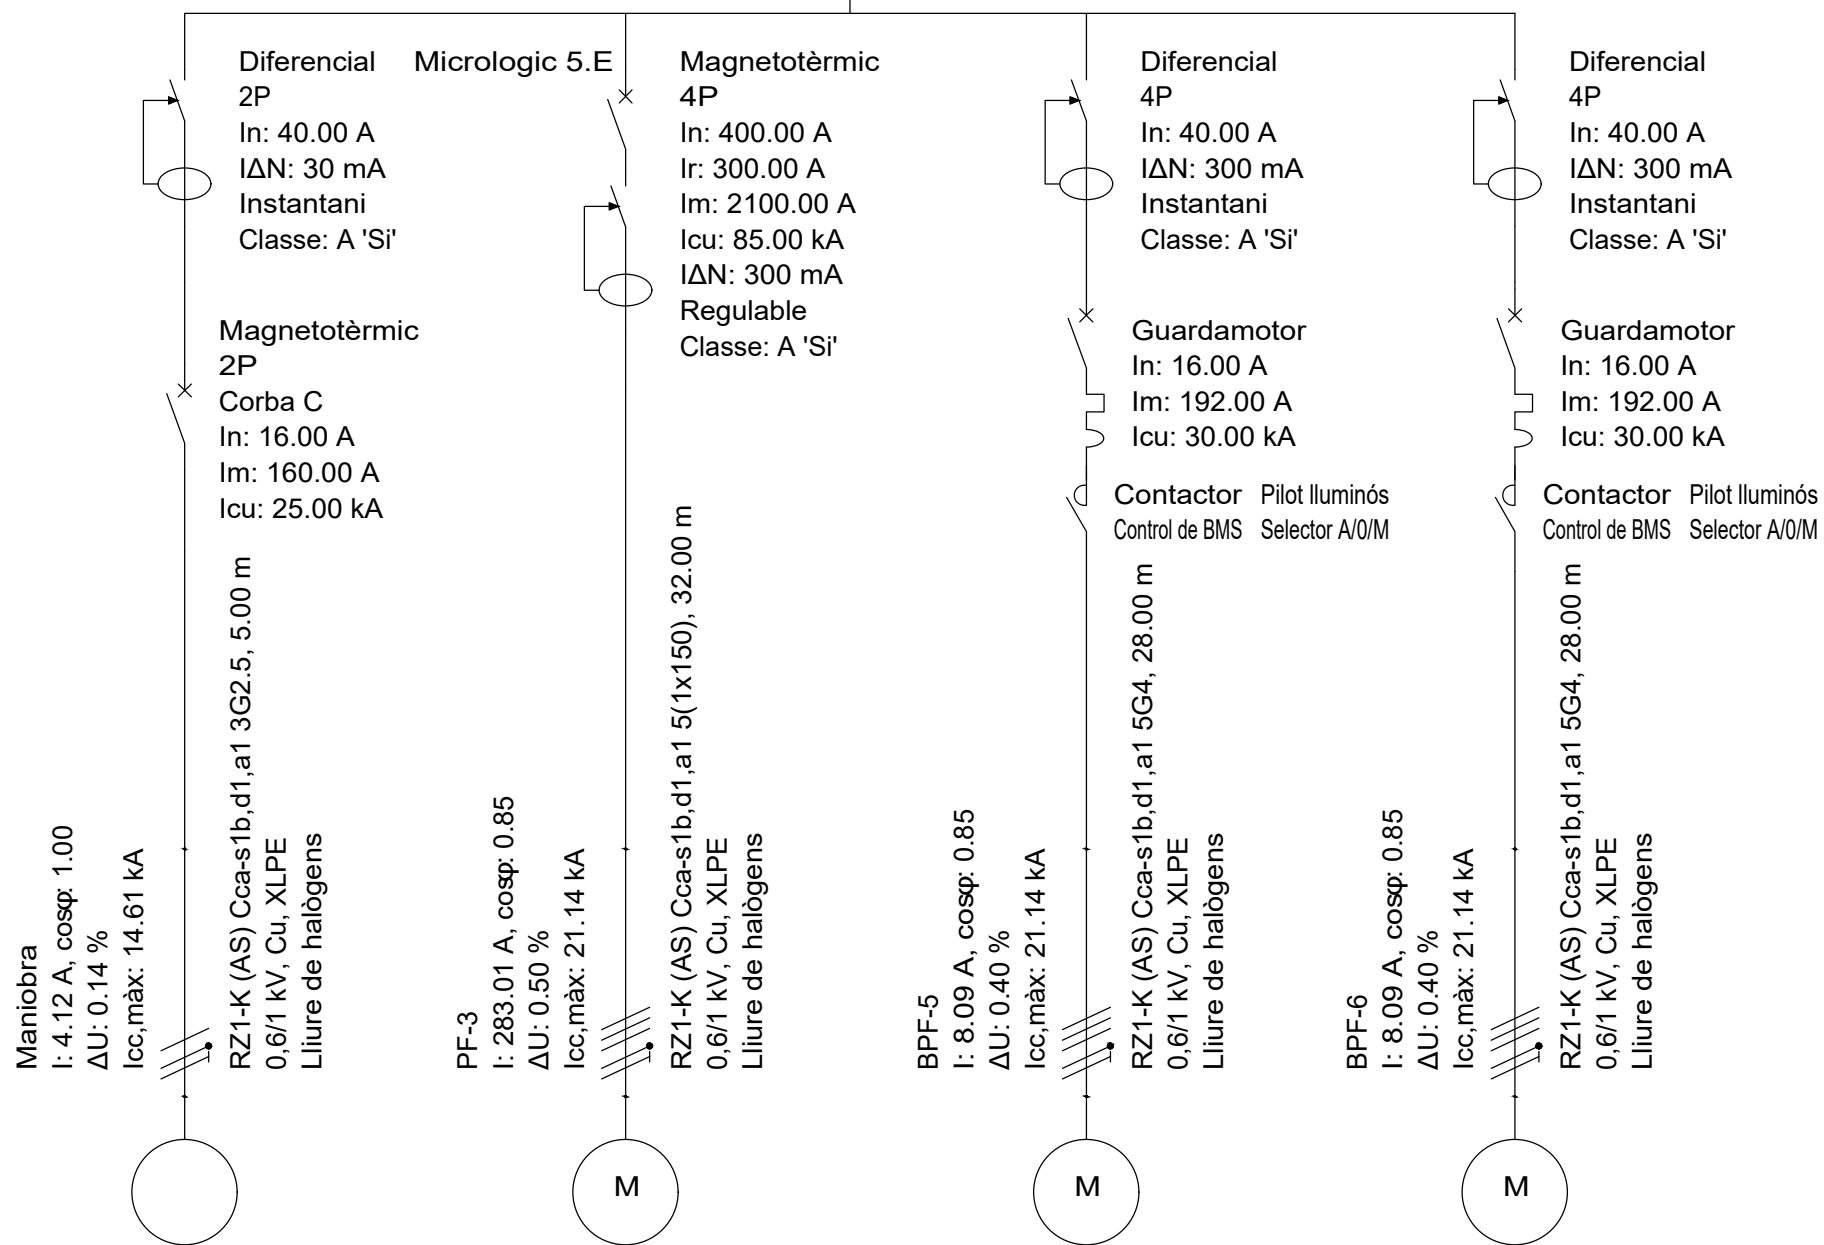 Diferencial
2P
In: 40.00 A
IΔN: 30 mA
Instantani
Classe: A 'Si'
Magnetotèrmic
2P
Corba C
In: 16.00 A
Im: 160.00 A
Icu: 25.00 kA
Maniobra
I: 4.12 A, cosφ: 1.00
ΔU: 0.14 %
Icc,màx: 14.61 kA
RZ1-K (AS) Cca-s1b,d1,a1 3G2.5, 5.00 m
0,6/1 kV, Cu, XLPE
Lliure de halògens
Micrologic 5.E
Magnetotèrmic
4P
In: 400.00 A
Ir: 300.00 A
Im: 2100.00 A
Icu: 85.00 kA
IΔN: 300 mA
Regulable
Classe: A 'Si'
PF-3
I: 283.01 A, cosφ: 0.85
ΔU: 0.50 %
Icc,màx: 21.14 kA
RZ1-K (AS) Cca-s1b,d1,a1 5(1x150), 32.00 m
0,6/1 kV, Cu, XLPE
Lliure de halògens
M
Diferencial
4P
In: 40.00 A
IΔN: 300 mA
Instantani
Classe: A 'Si'
Guardamotor
In: 16.00 A
Im: 192.00 A
Icu: 30.00 kA
Contactor Pilot lluminós
Control de BMS Selector A/0/M
BPF-5
I: 8.09 A, cosφ: 0.85
ΔU: 0.40 %
Icc,màx: 21.14 kA
RZ1-K (AS) Cca-s1b,d1,a1 5G4, 28.00 m
0,6/1 kV, Cu, XLPE
Lliure de halògens
M
Diferencial
4P
In: 40.00 A
IΔN: 300 mA
Instantani
Classe: A 'Si'
Guardamotor
In: 16.00 A
Im: 192.00 A
Icu: 30.00 kA
Contactor Pilot lluminós
Control de BMS Selector A/0/M
BPF-6
I: 8.09 A, cosφ: 0.85
ΔU: 0.40 %
Icc,màx: 21.14 kA
RZ1-K (AS) Cca-s1b,d1,a1 5G4, 28.00 m
0,6/1 kV, Cu, XLPE
Lliure de halògens
M